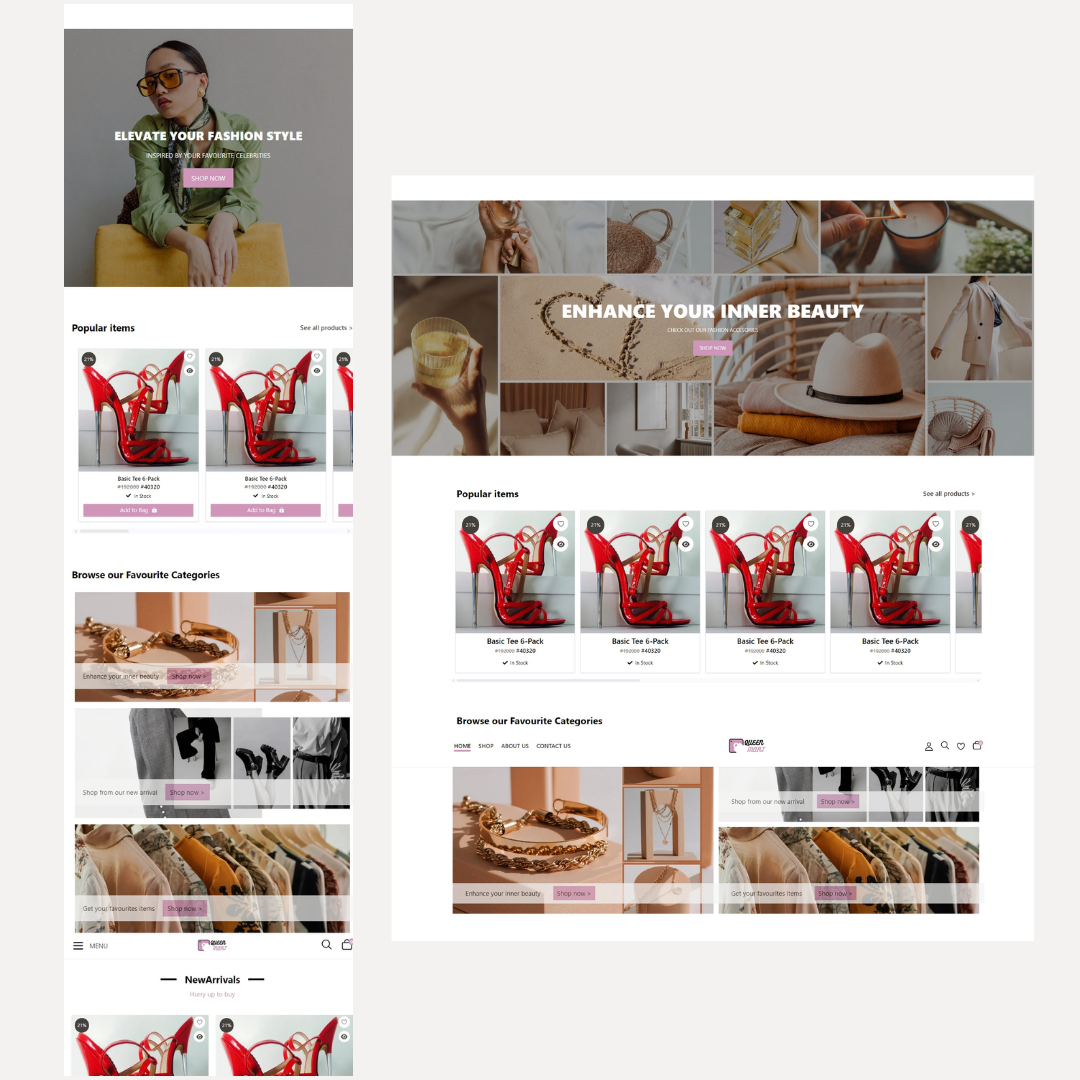 ELEVATE YOUR FASHION STYLE
INSPIRED BY YOUR FAVOURITE CELEBRITIES
SHOP NOW
Popular items
See all products >
21%
21%
21%
Basic Tee 6-Pack
#192000 #40320
In Stock
Add to Bag
Basic Tee 6-Pack
#192000 #40320
In Stock
Add to Bag
Browse our Favourite Categories
Enhance your inner beauty
Shop now >
Shop from our new arrival
Shop now >
Get your favourites items
Shop now >
MENU
QUEEN
MART
NewArrivals
Hurry up to buy
21%
21%
ENHANCE YOUR INNER BEAUTY
CHECK OUT OUR FASHION ACCESORIES
SHOP NOW
Popular items
See all products >
21%
21%
21%
21%
21%
Basic Tee 6-Pack
#192000 #40320
In Stock
Basic Tee 6-Pack
#192000 #40320
In Stock
Basic Tee 6-Pack
#192000 #40320
In Stock
Basic Tee 6-Pack
#192000 #40320
In Stock
Browse our Favourite Categories
HOME SHOP ABOUT US CONTACT US
QUEEN
MART
Shop from our new arrival
Shop now >
Enhance your inner beauty
Shop now >
Get your favourites items
Shop now >